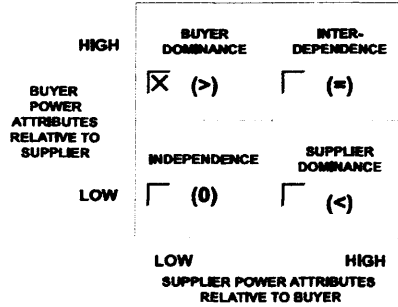 HIGH
BUYER
DOMINANCE
(>)
INTER-
DEPENDENCE
(=)
BUYER
POWER
ATTRIBUTES
RELATIVE TO
SUPPLIER
INDEPENDENCE
(0)
SUPPLIER
DOMINANCE
(<)
LOW
LOW HIGH
SUPPLIER POWER ATTRIBUTES
RELATIVE TO BUYER